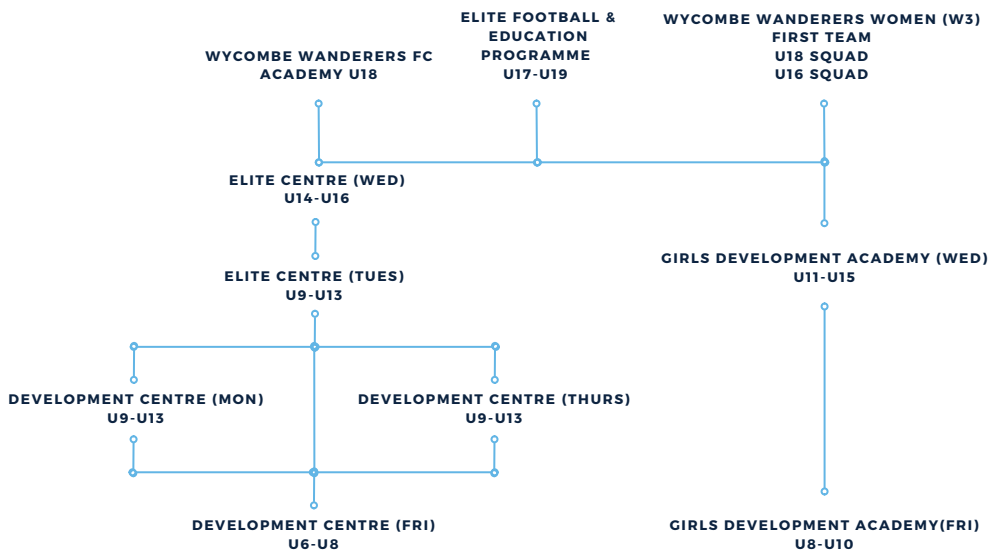 ELITE FOOTBALL &
EDUCATION
PROGRAMME
U17-U19
WYCOMBE WANDERERS WOMEN (W3)
FIRST TEAM
U18 SQUAD
U16 SQUAD
WYCOMBE WANDERERS FC
ACADEMY U18
ELITE CENTRE (WED)
U14-U16
ELITE CENTRE (TUES)
U9-U13
GIRLS DEVELOPMENT ACADEMY (WED)
U11-U15
DEVELOPMENT CENTRE (MON)
U9-U13
DEVELOPMENT CENTRE (THURS)
U9-U13
DEVELOPMENT CENTRE (FRI)
U6-U8
GIRLS DEVELOPMENT ACADEMY(FRI)
U8-U10